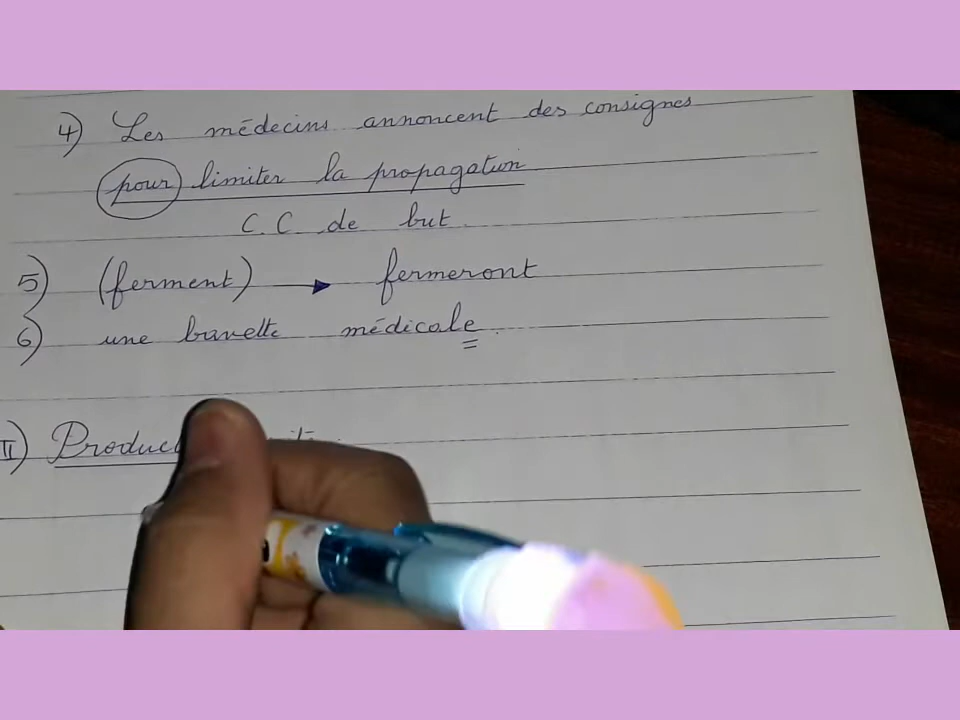 4) Les médecins annoncent des consignes
pour limiter la propagation
C.C. de but.
5) (ferment) → fermeront
6) une bavette médicale.
II)